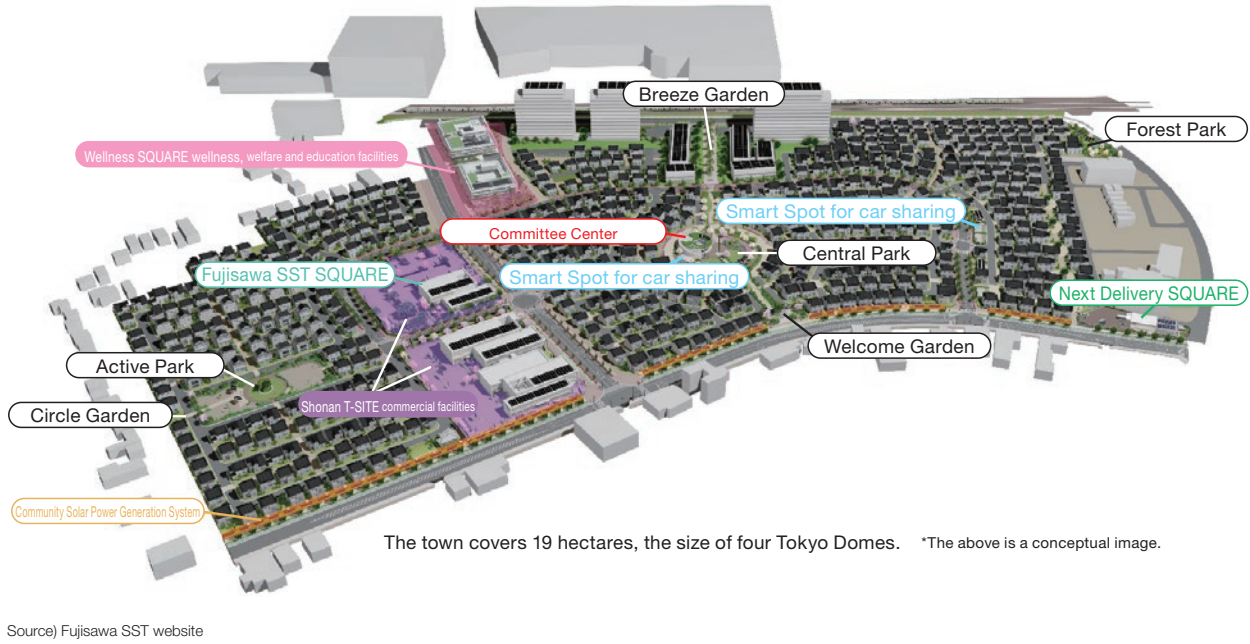 Breeze Garden
Forest Park
Wellness SQUARE wellness, welfare and education facilities
Smart Spot for car sharing
Committee Center
Central Park
Fujisawa SST SQUARE
Smart Spot for car sharing
Next Delivery SQUARE
Welcome Garden
Active Park
Shonan T-SITE commercial facilities
Circle Garden
Community Solar Power Generation System
The town covers 19 hectares, the size of four Tokyo Domes. *The above is a conceptual image.
Source) Fujisawa SST website